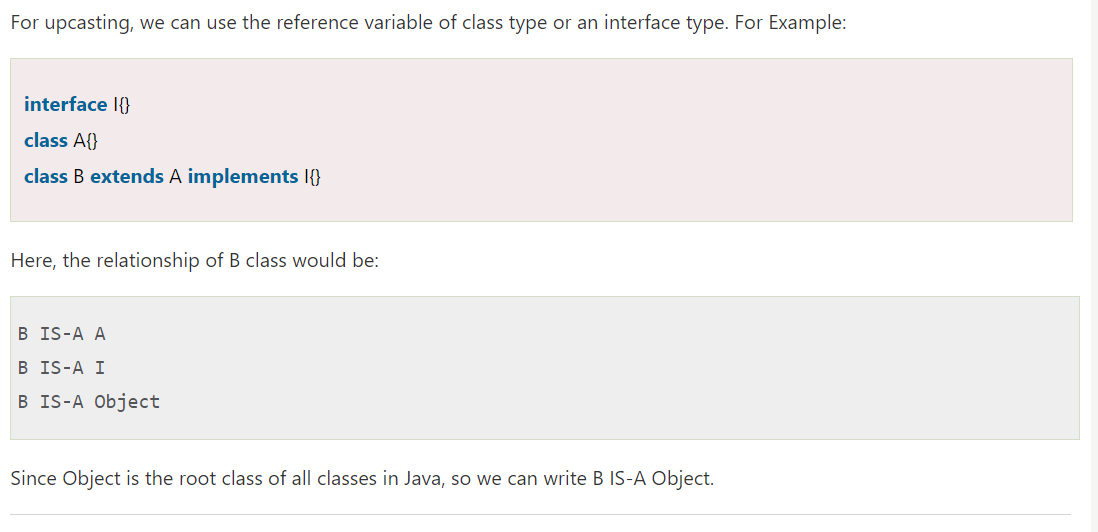 For upcasting, we can use the reference variable of class type or an interface type. For Example:
interface I{}
class A{}
class B extends A implements I{}
Here, the relationship of B class would be:
B IS-A A
B IS-A I
B IS-A Object
Since Object is the root class of all classes in Java, so we can write B IS-A Object.